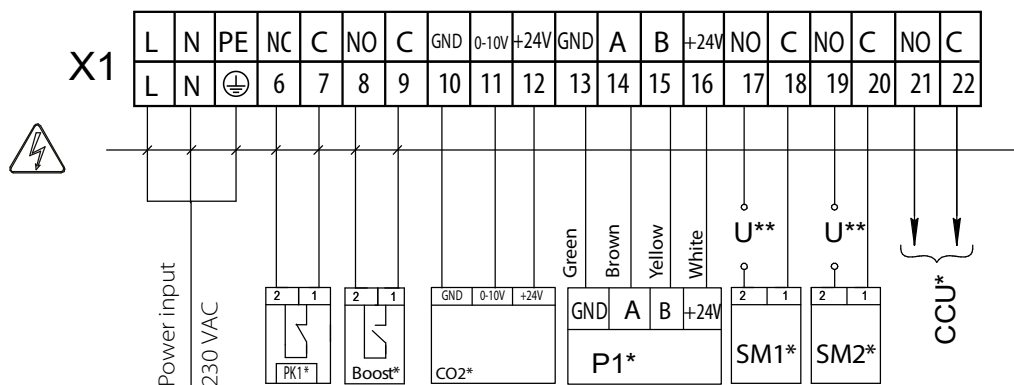 X1
L N PE NC C NO C GND 0-10V +24V GND A B +24V NO C NO C NO C
L N 6 7 8 9 10 11 12 13 14 15 16 17 18 19 20 21 22
U** U**
Green
Brown
Yellow
White
Power input
230 VAC
2 1
PK1*
2 1
Boost*
GND 0-10V +24V
CO2*
GND A B +24V
P1*
2 1
SM1*
2 1
SM2*
CCU*